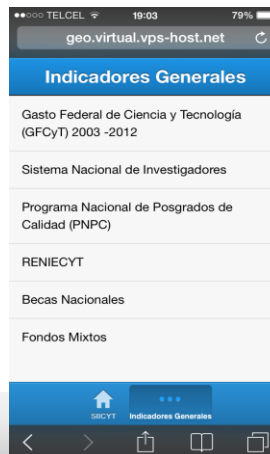 TELCEL 19:03 79%
geo.virtual.vps-host.net
Indicadores Generales
Gasto Federal de Ciencia y Tecnología
(GFCyT) 2003 -2012
Sistema Nacional de Investigadores
Programa Nacional de Posgrados de
Calidad (PNPC)
RENIECYT
Becas Nacionales
Fondos Mixtos
SIICYT Indicadores Generales